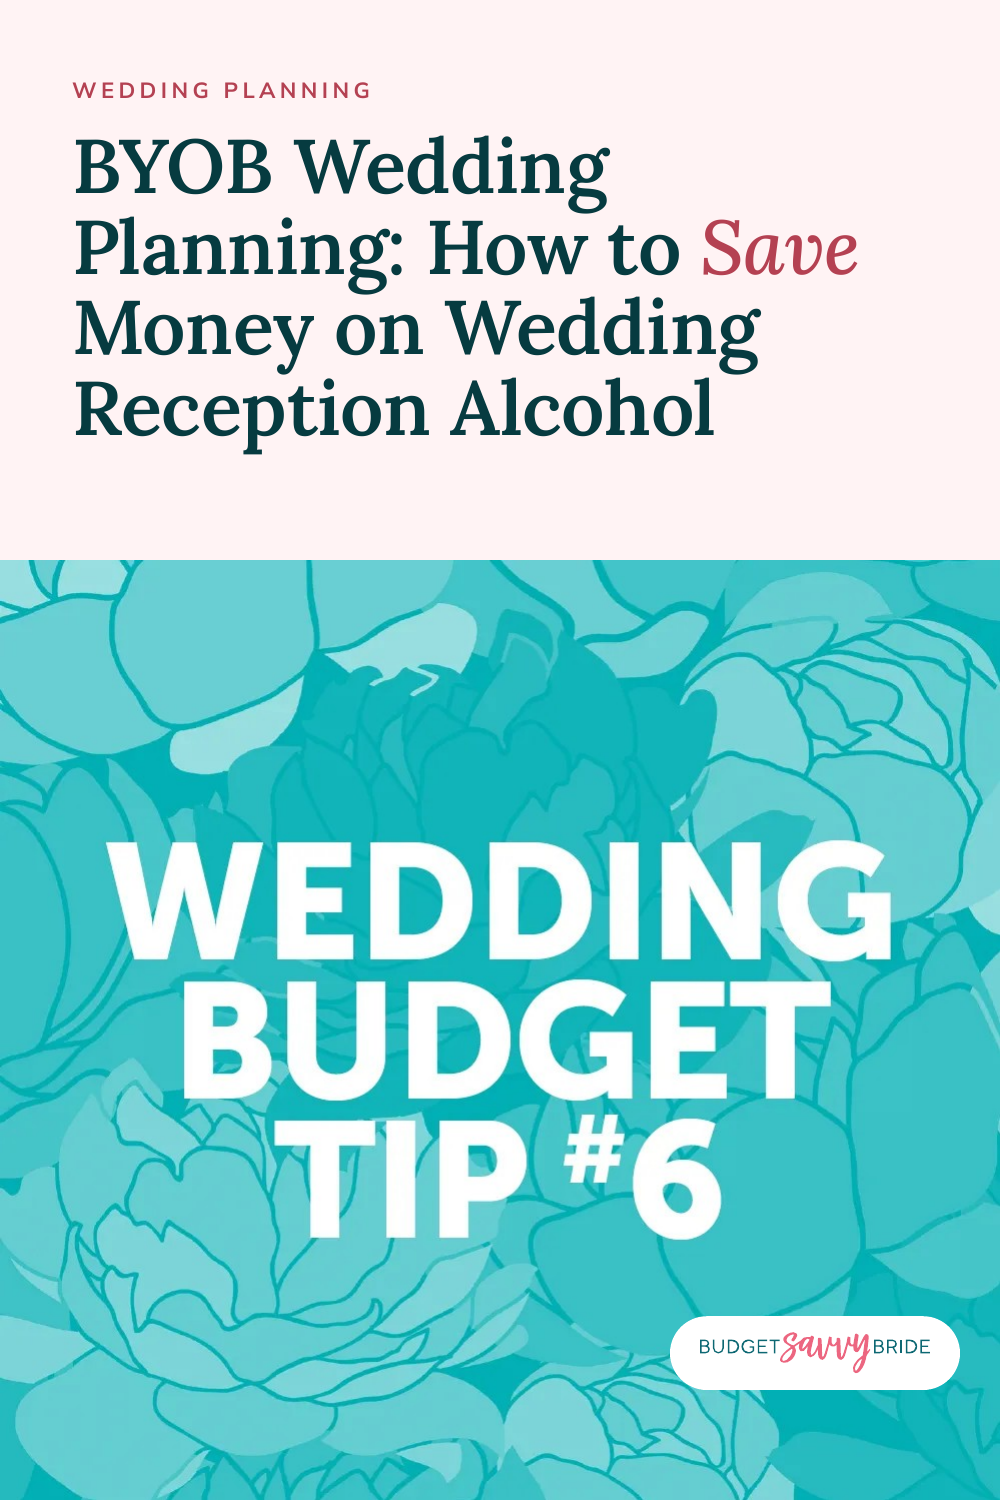 WEDDING PLANNING
BYOB Wedding
Planning: How to Save
Money on Wedding
Reception Alcohol
WEDDING
BUDGET
TIP #6
BUDGET savvy BRIDE